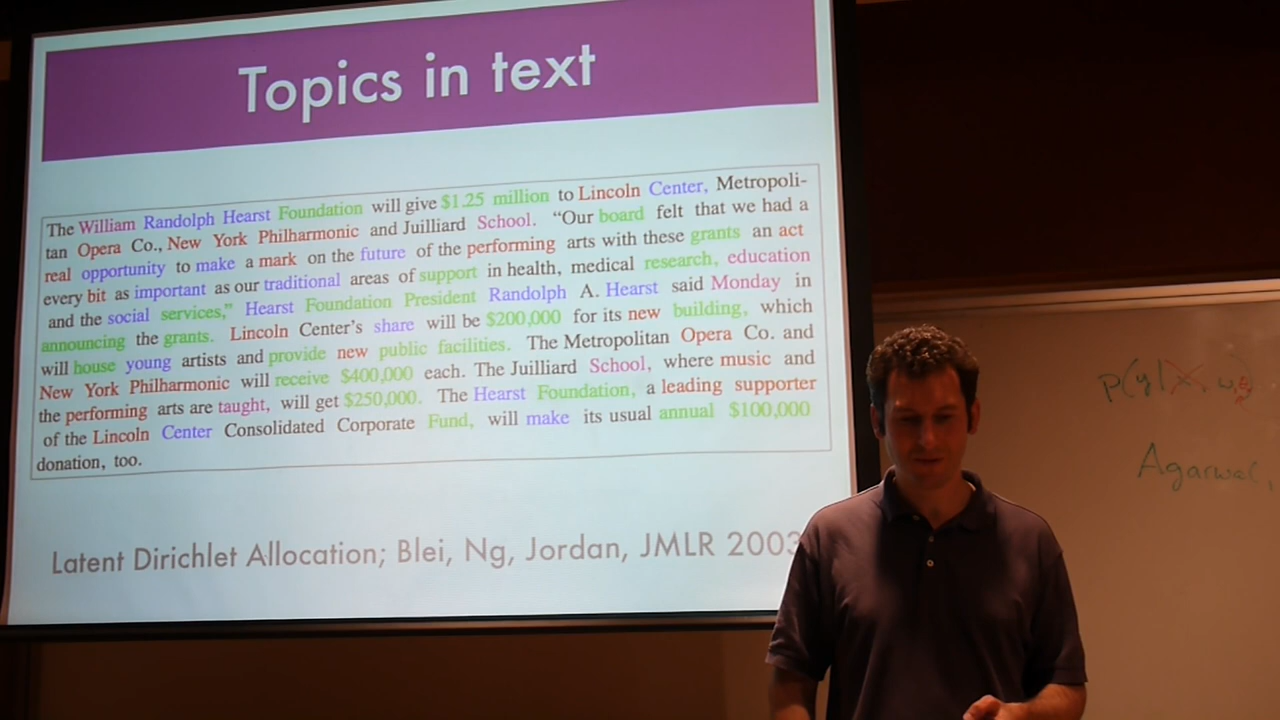 Topics in text
The William Randolph Hearst Foundation will give $1.25 million to Lincoln Center, Metropoli-
tan Opera Co., New York Philharmonic and Juilliard School. “Our board felt that we had a
real opportunity to make a mark on the future of the performing arts with these grants an act
every bit as important as our traditional areas of support in health, medical research, education
and the social services,” Hearst Foundation President Randolph A. Hearst said Monday in
announcing the grants. Lincoln Center’s share will be $200,000 for its new building, which
will house young artists and provide new public facilities. The Metropolitan Opera Co. and
New York Philharmonic will receive $400,000 each. The Juilliard School, where music and
the performing arts are taught, will get $250,000. The Hearst Foundation, a leading supporter
of the Lincoln Center Consolidated Corporate Fund, will make its usual annual $100,000
donation, too.
Latent Dirichlet Allocation; Blei, Ng, Jordan, JMLR 2003
Agarwal,